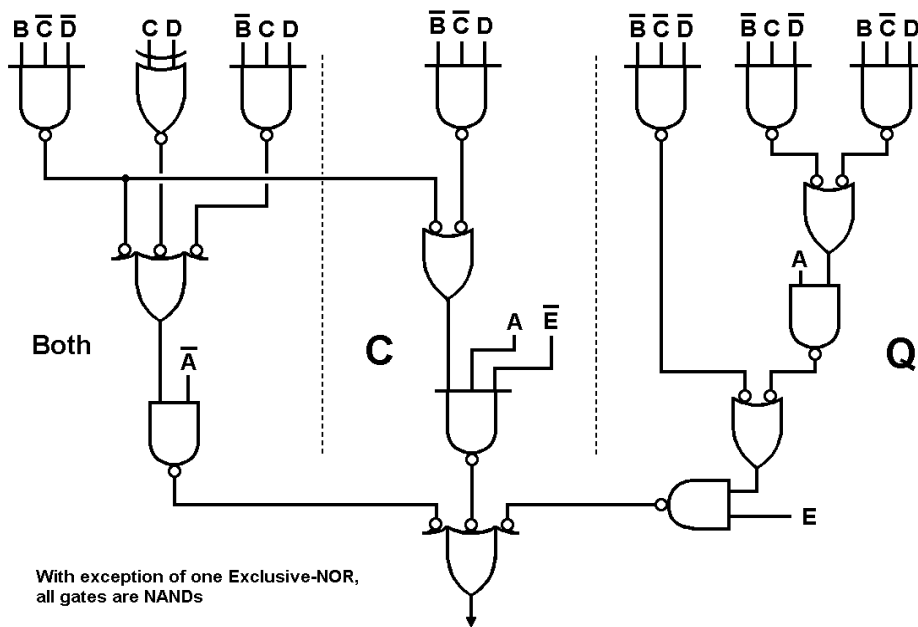 B C̅ D̅ C D B̅ C D B̅ C̅ D B̅ C̅ D̅ B̅ C D̅ B C̅ D
A
A E̅
Both A̅ C Q
E
With exception of one Exclusive-NOR,
all gates are NANDs